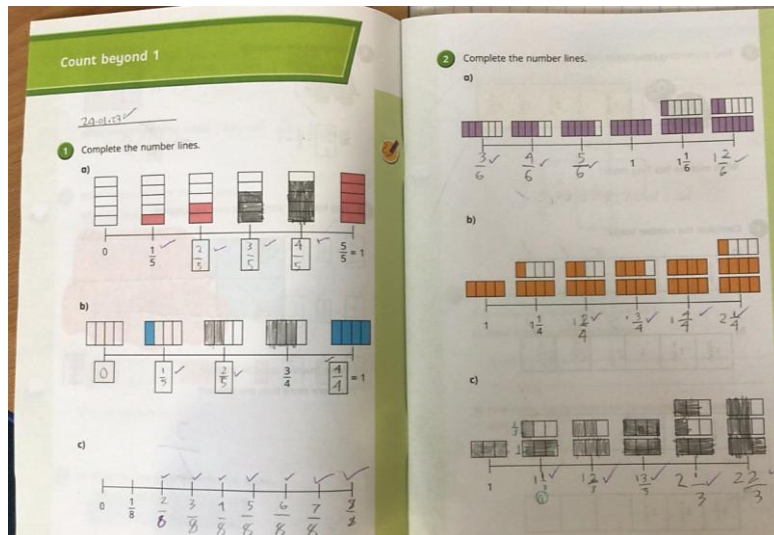 Count beyond 1
24.01.23
1 Complete the number lines.
a)
0 1/5 2/5 3/5 4/5 5/5 = 1
b)
0 1/5 2/5 3/4 4/4 = 1
c)
0 1/8 2/8 3/8 4/8 5/8 6/8 7/8 8/8
2 Complete the number lines.
a)
3/6 4/6 5/6 1 1 1/6 1 2/6
b)
1 1 1/4 1 2/4 1 3/4 1 4/4 2 1/4
c)
1 1 1/3 1 2/3 1 3/3 2 1/3 2 2/3